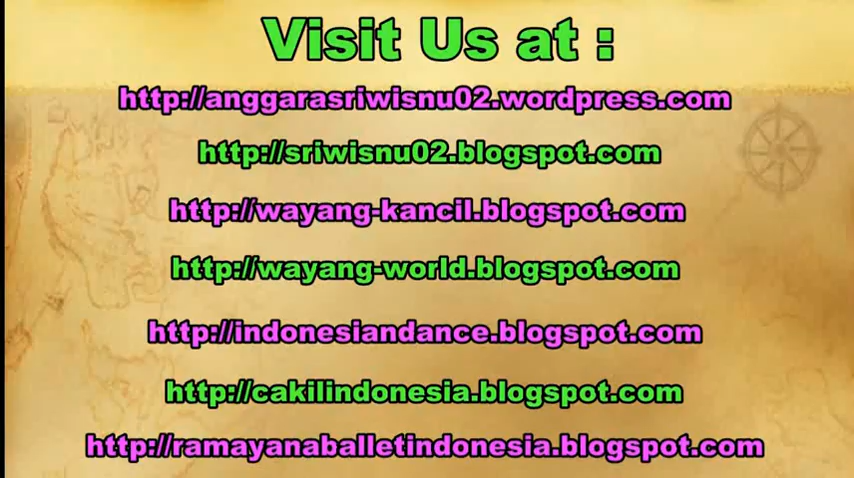 Visit Us at :
http://anggarasriwisnu02.wordpress.com
http://sriwisnu02.blogspot.com
http://wayang-kancil.blogspot.com
http://wayang-world.blogspot.com
http://indonesiandance.blogspot.com
http://cakilindonesia.blogspot.com
http://ramayanaballetindonesia.blogspot.com